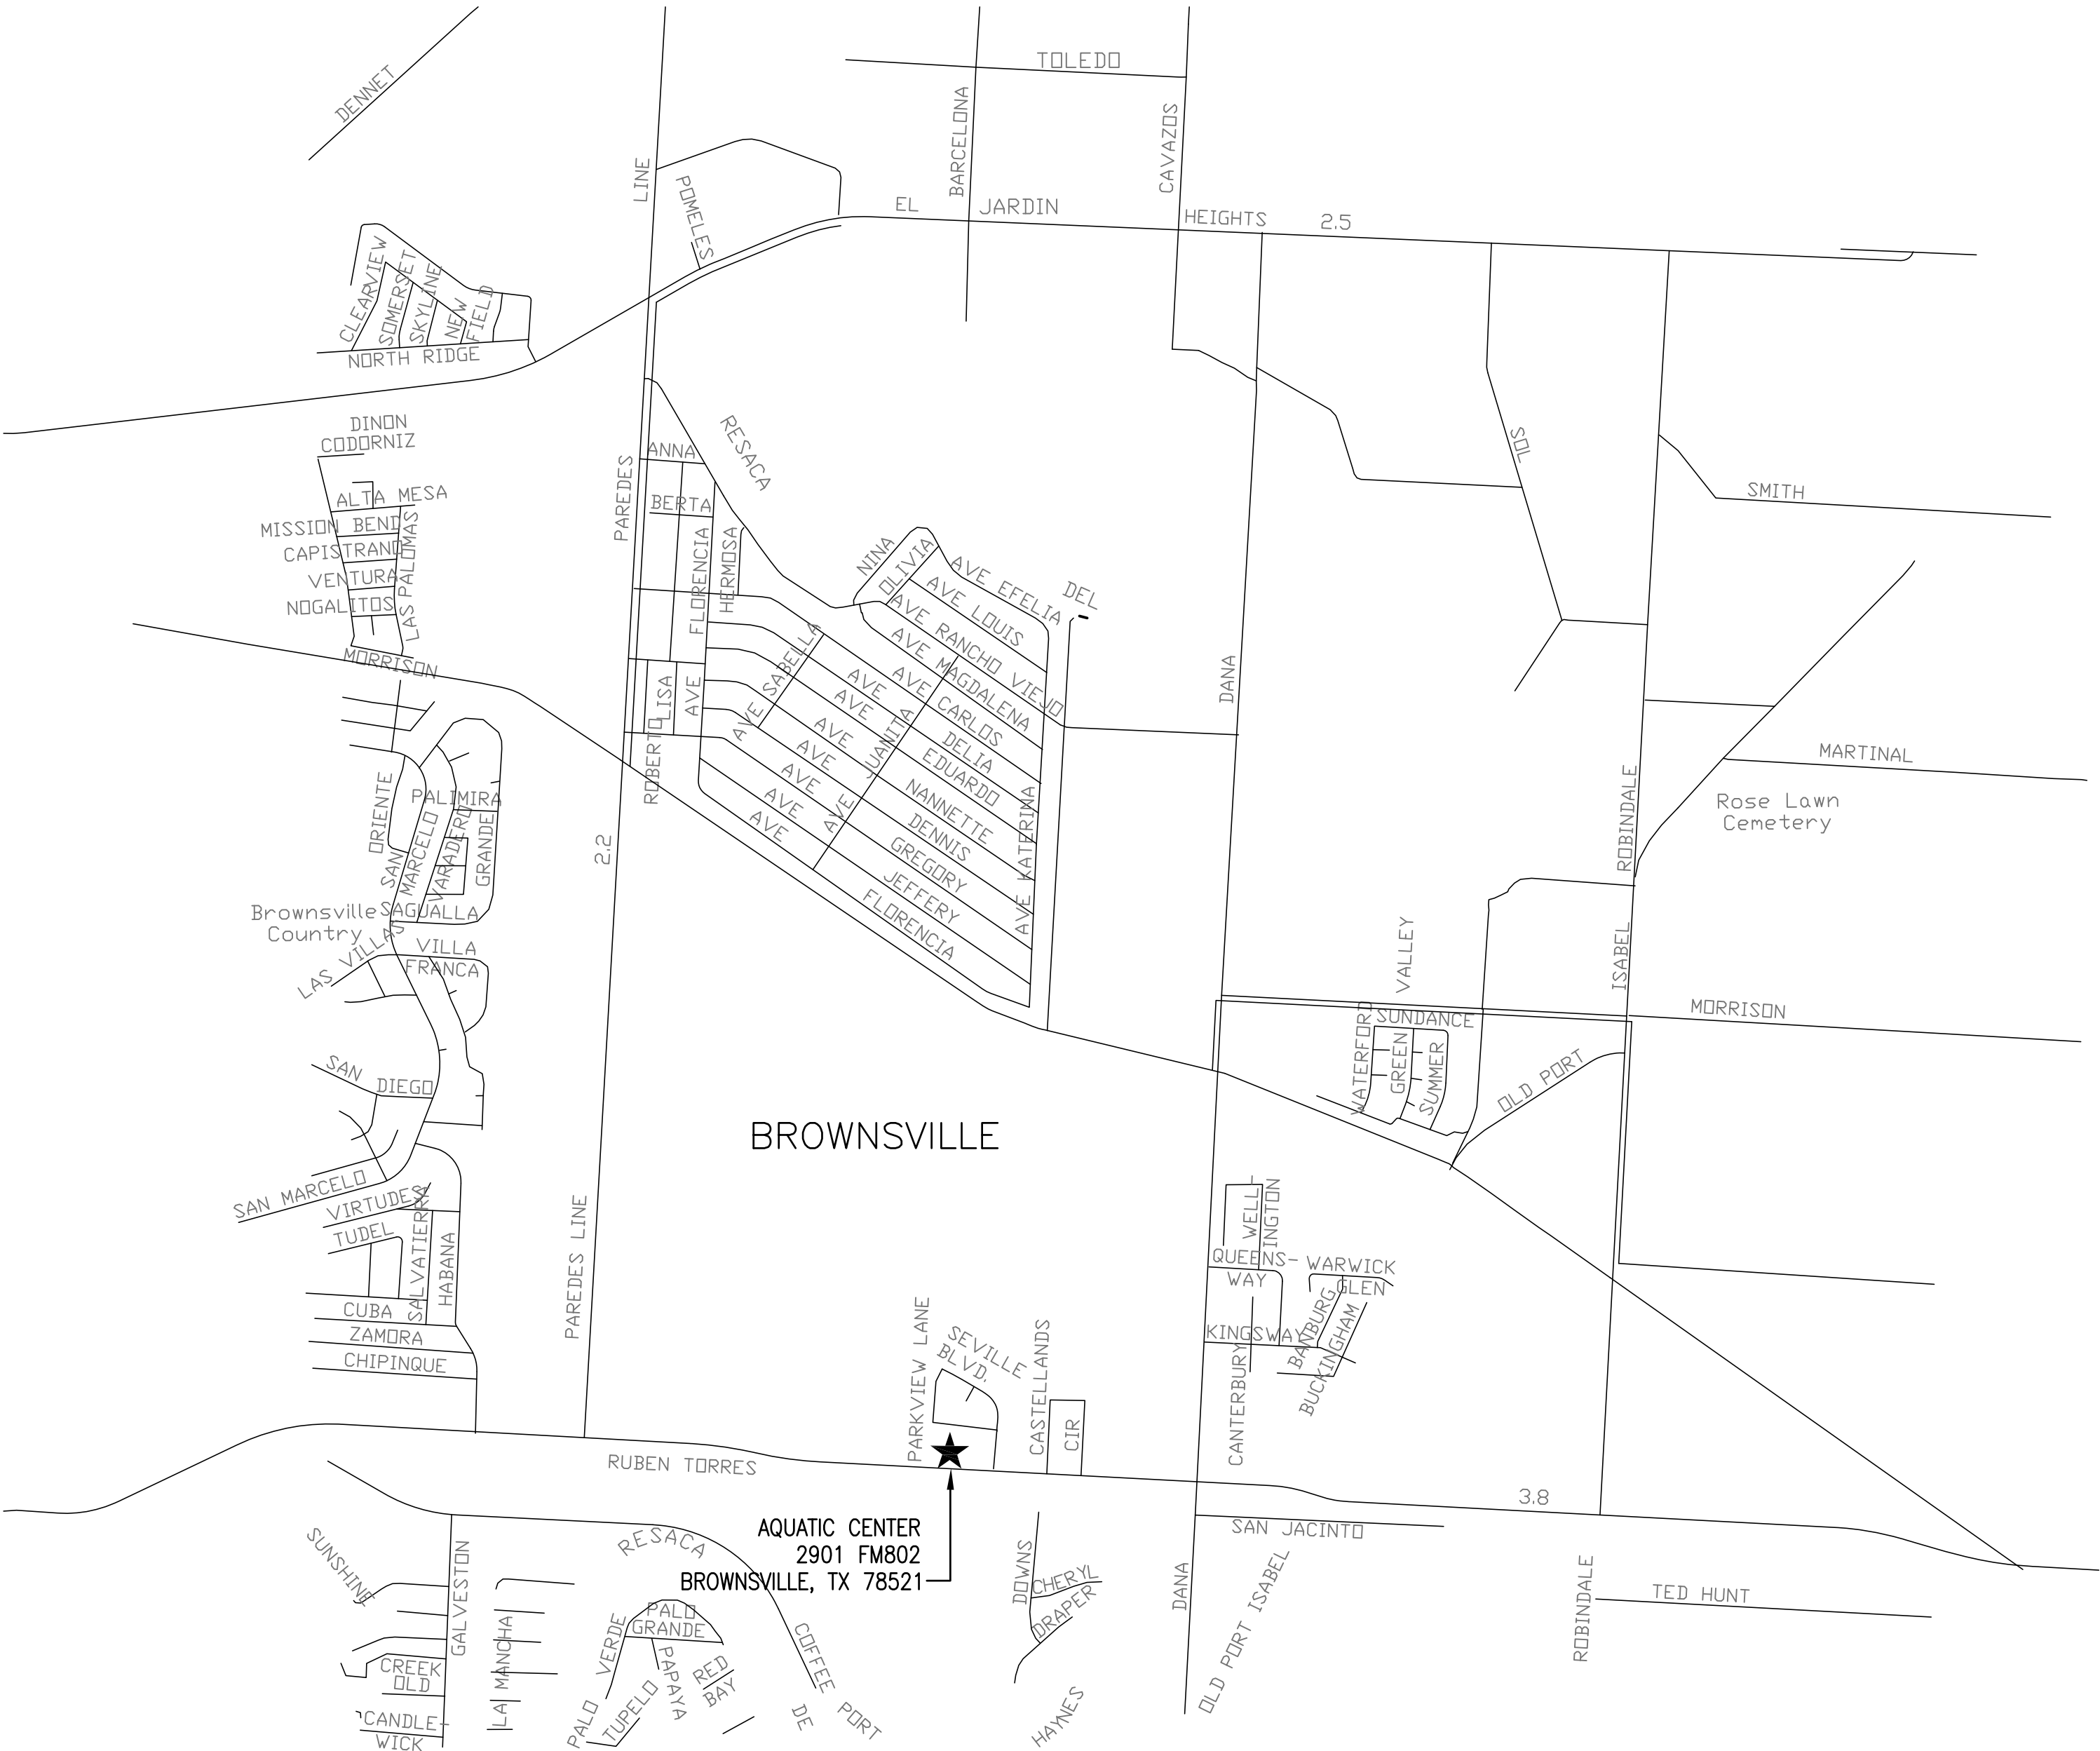 DENNET
TOLEDO
BARCELONA
CAVAZOS
LINE
POMELES
EL JARDIN HEIGHTS 2.5
CLEARVIEW
SOMERSET
SKYLINE
NEW
FIELD
NORTH RIDGE
DINON
CODORNIZ
ALTA MESA
MISSION BEND
CAPISTRANO
VENTURA
NOGALITOS
LAS PALOMAS
MORRISON
PAREDES
ANNA
BERTA
RESACA
FLORENCIA
HERMOSA
AVE
LISA
ROBERTO
NINA
OLIVIA
AVE EFELIA
DEL
AVE LOUIS
AVE RANCHO VIEJO
AVE MAGDALENA
AVE CARLOS
AVE DELIA
AVE EDUARDO
AVE NANNETTE
AVE DENNIS
AVE GREGORY
AVE JEFFERY
AVE FLORENCIA
AVE SABELLA
AVE JUANITA
AVE KATERINA
DANA
SOL
SMITH
ROBINDALE
MARTINAL
Rose Lawn
Cemetery
ORIENTE
PALIMIRA
SAN
MARCELO
VARADERO
GRANDE
SAGUALLA
Brownsville
Country
LAS VILLAS
VILLA
FRANCA
2.2
VALLEY
ISABEL
MORRISON
WATERFORD
SUNDANCE
GREEN
SUMMER
OLD PORT
SAN DIEGO
BROWNSVILLE
SAN MARCELO
VIRTUDES
TUDEL
SALVATIERRA
HABANA
CUBA
ZAMORA
CHIPINQUE
PAREDES LINE
WELL-
INGTON
QUEENS-
WAY
WARWICK
GLEN
KINGSWAY
BANBURG
BUCKINGHAM
CANTERBURY
PARKVIEW LANE
SEVILLE
BLVD.
CASTELLANDS
CIR
RUBEN TORRES
3.8
AQUATIC CENTER
2901 FM802
BROWNSVILLE, TX 78521
SAN JACINTO
SUNSHINE
GALVESTON
RESACA
LA MANCHA
PALO VERDE
PALO
GRANDE
PAPAYA
TUPELO
RED
BAY
COFFEE PORT
DE
CREEK
OLD
CANDLE-
WICK
DOWNS
CHERYL
DRAPER
HAYNES
DANA
OLD PORT ISABEL
ROBINDALE
TED HUNT